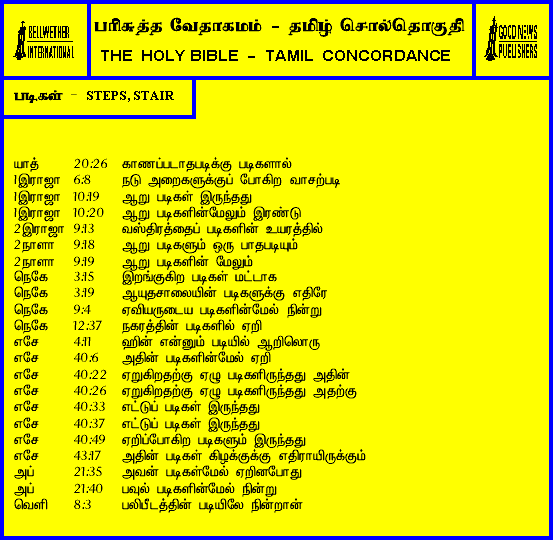 BELLWETHER
INTERNATIONAL
பரிசுத்த வேதாகமம் - தமிழ் சொல்தொகுதி
THE HOLY BIBLE - TAMIL CONCORDANCE
GOOD NEWS
PUBLISHERS
படிகள் - STEPS, STAIR
யாத் 20:26 காணப்படாதபடிக்கு படிகளால்
1இராஜா 6:8 நடு அறைகளுக்குப் போகிற வாசற்படி
1இராஜா 10:19 ஆறு படிகள் இருந்தது
1இராஜா 10:20 ஆறு படிகளின்மேலும் இரண்டு
2இராஜா 9:13 வஸ்திரத்தைப் படிகளின் உயரத்தில்
2நாளா 9:18 ஆறு படிகளும் ஒரு பாதபடியும்
2நாளா 9:19 ஆறு படிகளின் மேலும்
நெகே 3:15 இறங்குகிற படிகள் மட்டாக
நெகே 3:19 ஆயுதசாலையின் படிகளுக்கு எதிரே
நெகே 9:4 ஏவியருடைய படிகளின்மேல் நின்று
நெகே 12:37 நகரத்தின் படிகளில் ஏறி
எசே 4:11 ஹின் என்னும் படியில் ஆறிலொரு
எசே 40:6 அதின் படிகளின்மேல் ஏறி
எசே 40:22 ஏறுகிறதற்கு ஏழு படிகளிருந்தது அதின்
எசே 40:26 ஏறுகிறதற்கு ஏழு படிகளிருந்தது அதற்கு
எசே 40:33 எட்டுப் படிகள் இருந்தது
எசே 40:37 எட்டுப் படிகள் இருந்தது
எசே 40:49 ஏறிப்போகிற படிகளும் இருந்தது
எசே 43:17 அதின் படிகள் கிழக்குக்கு எதிராயிருக்கும்
அப் 21:35 அவன் படிகள்மேல் ஏறினபோது
அப் 21:40 பவுல் படிகளின்மேல் நின்று
வெளி 8:3 பலிபீடத்தின் படியிலே நின்றான்